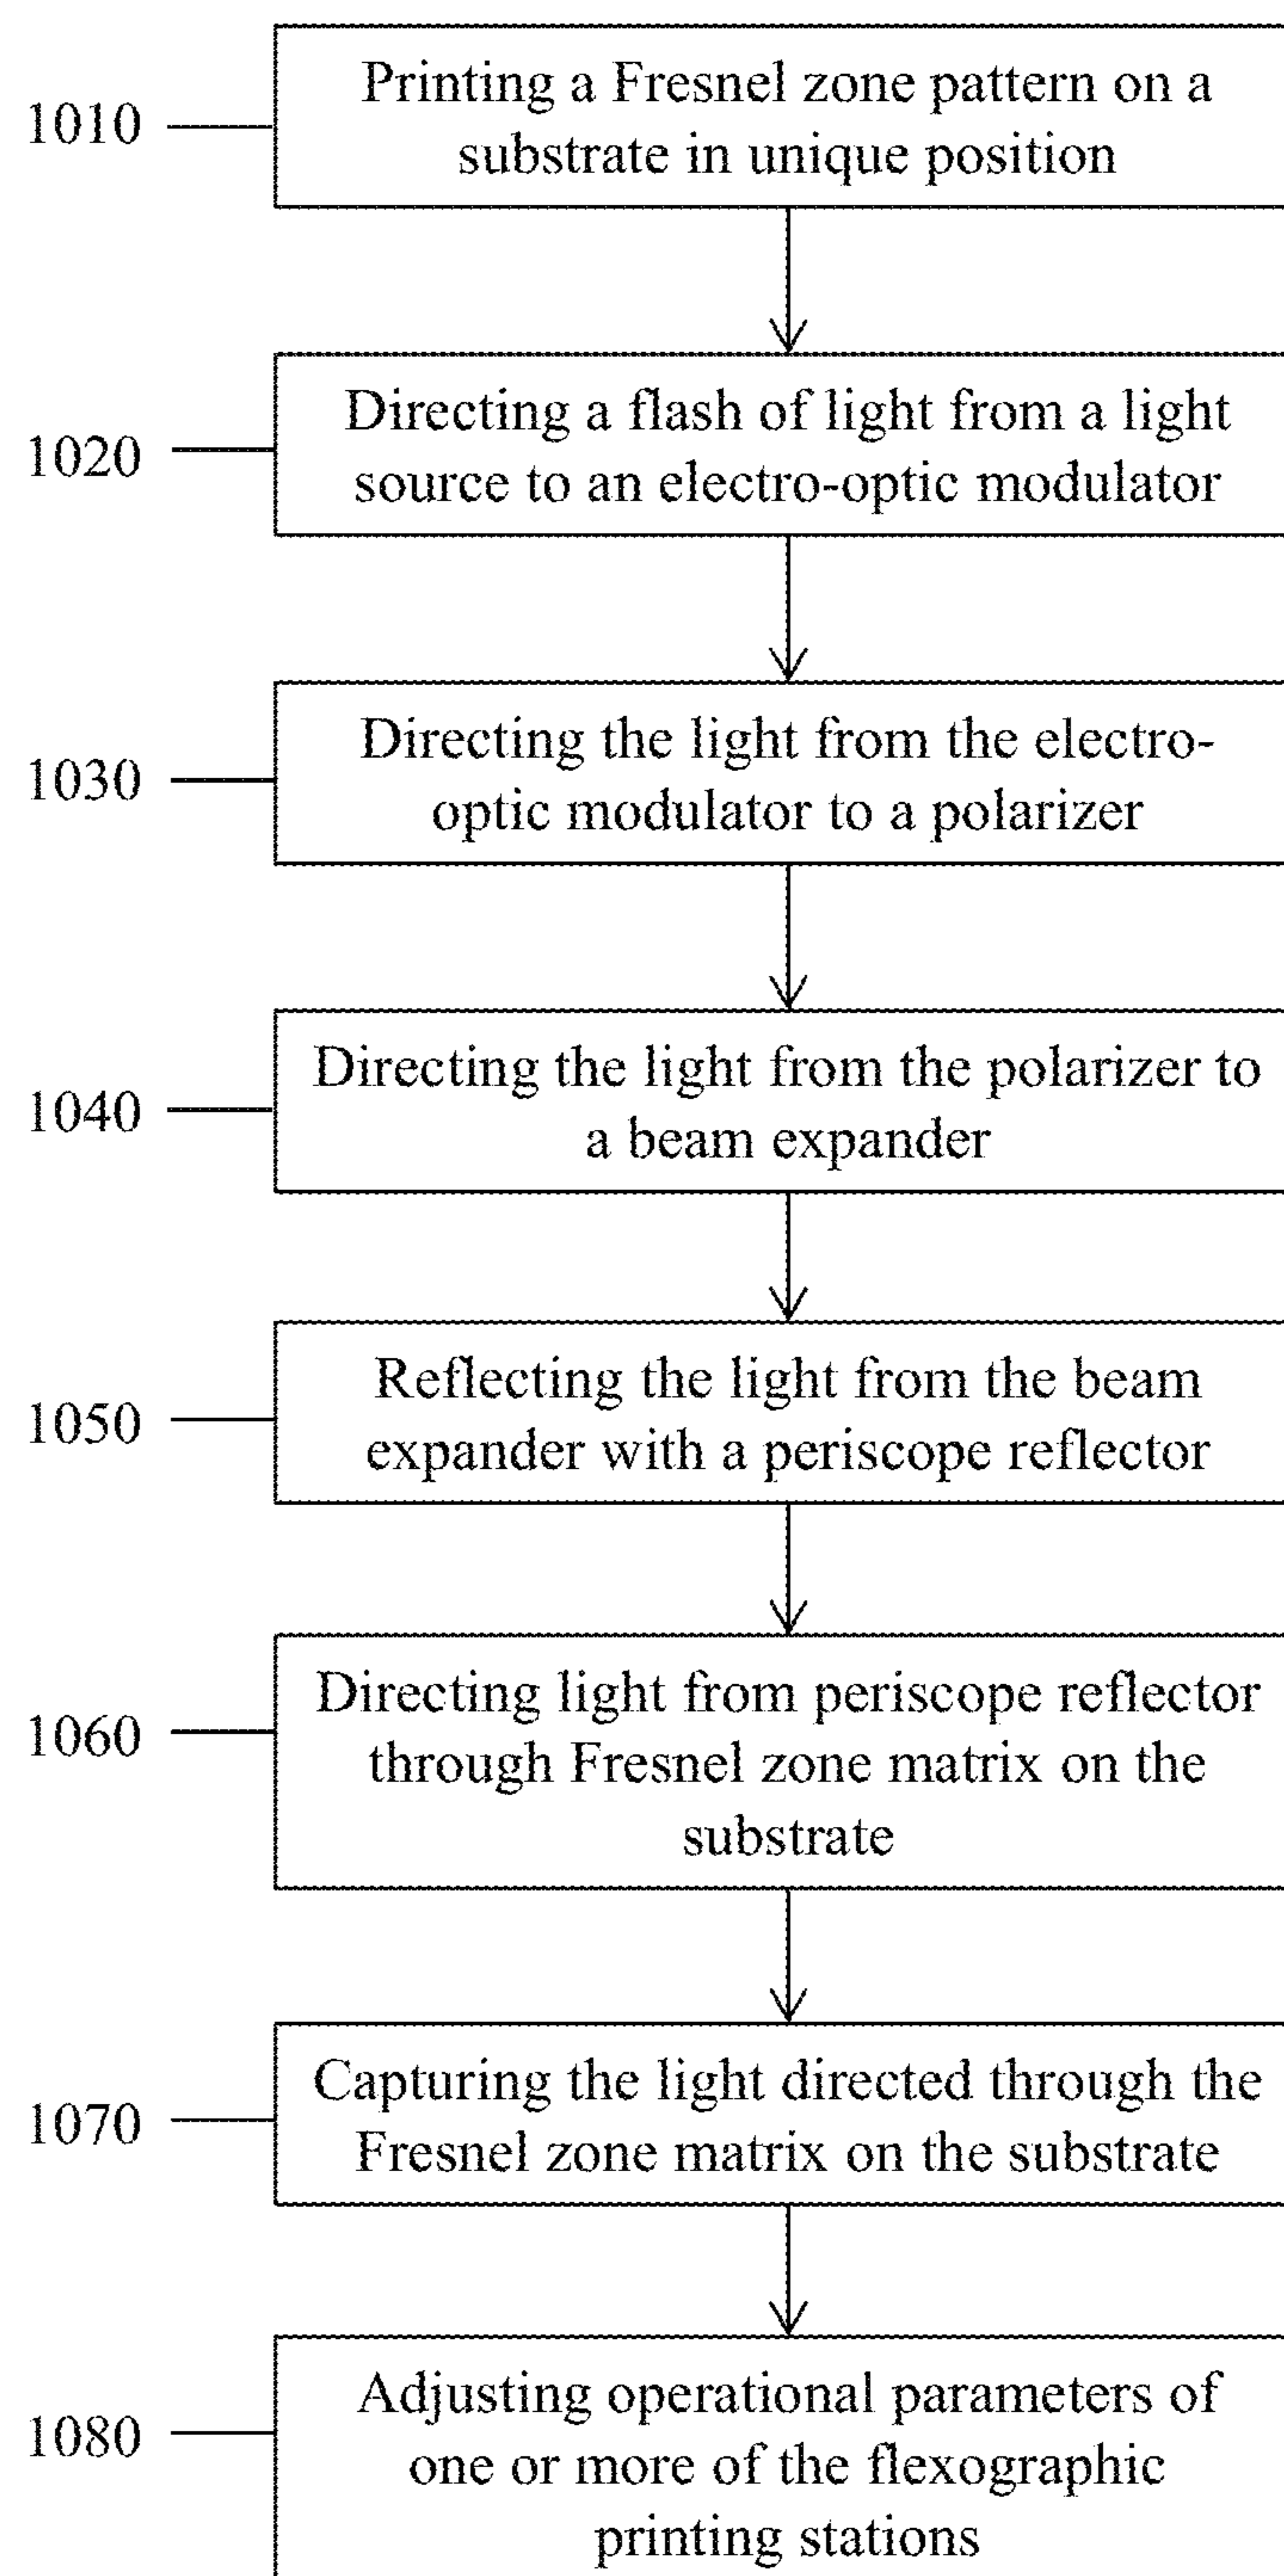 1010
Printing a Fresnel zone pattern on a
substrate in unique position
1020
Directing a flash of light from a light
source to an electro-optic modulator
1030
Directing the light from the electro-
optic modulator to a polarizer
1040
Directing the light from the polarizer to
a beam expander
1050
Reflecting the light from the beam
expander with a periscope reflector
1060
Directing light from periscope reflector
through Fresnel zone matrix on the
substrate
1070
Capturing the light directed through the
Fresnel zone matrix on the substrate
1080
Adjusting operational parameters of
one or more of the flexographic
printing stations